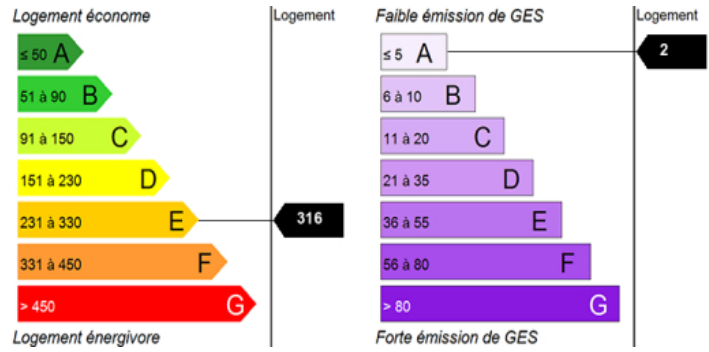 Logement économe
Logement
≤ 50 A
51 à 90 B
91 à 150 C
151 à 230 D
231 à 330 E
316
331 à 450 F
> 450 G
Logement énergivore
Faible émission de GES
Logement
≤ 5 A
2
6 à 10 B
11 à 20 C
21 à 35 D
36 à 55 E
56 à 80 F
> 80 G
Forte émission de GES